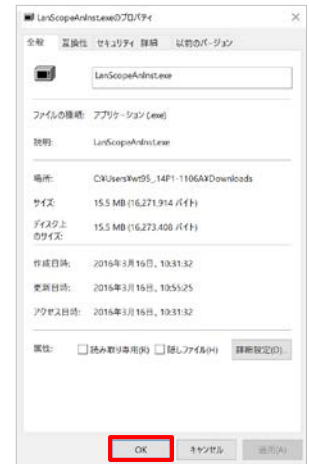 LanScopeAnInst.exeのプロパティ
全般 互換性 セキュリティ 詳細 以前のバージョン
LanScopeAnInst.exe
ファイルの種類: アプリケーション (.exe)
説明: LanScopeAnInst.exe
場所: C:¥Users¥wt95_14P1-1106A¥Downloads
サイズ: 15.5 MB (16,271,914 バイト)
ディスク上
のサイズ: 15.5 MB (16,273,408 バイト)
作成日時: 2016年3月16日、10:31:32
更新日時: 2016年3月16日、10:55:25
アクセス日時: 2016年3月16日、10:31:32
属性: 読み取り専用(R) 隠しファイル(H) 詳細設定(D)...
OK キャンセル 適用(A)